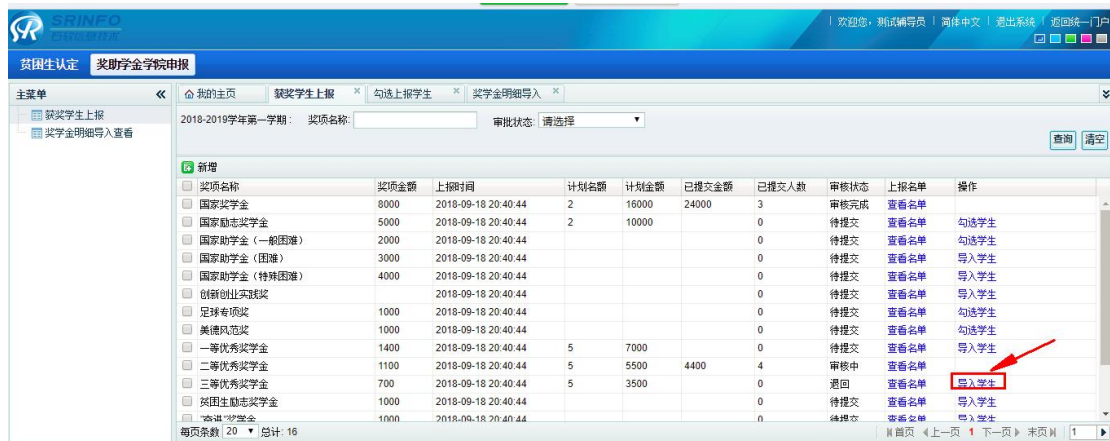 SRINFO
欢迎您，测试辅导员 | 简体中文 | 退出系统 | 返回统一门户
贫困生认定 奖助学金学院申报
主菜单 «
获奖学生上报
奖学金明细导入查看
我的主页 获奖学生上报 × 勾选上报学生 × 奖学金明细导入 ×
2018-2019学年第一学期： 奖项名称: 审批状态: 请选择
查询 清空
新增
奖项名称 奖项金额 上报时间 计划名额 计划金额 已提交金额 已提交人数 审核状态 上报名单 操作
国家奖学金 8000 2018-09-18 20:40:44 2 16000 24000 3 审核完成 查看名单
国家励志奖学金 5000 2018-09-18 20:40:44 2 10000 0 待提交 查看名单 勾选学生
国家助学金（一般困难） 2000 2018-09-18 20:40:44 0 待提交 查看名单 勾选学生
国家助学金（困难） 3000 2018-09-18 20:40:44 0 待提交 查看名单 导入学生
国家助学金（特殊困难） 4000 2018-09-18 20:40:44 0 待提交 查看名单 导入学生
创新创业实践奖 2018-09-18 20:40:44 0 待提交 查看名单 导入学生
足球专项奖 1000 2018-09-18 20:40:44 0 待提交 查看名单 勾选学生
美德风范奖 1000 2018-09-18 20:40:44 0 待提交 查看名单 勾选学生
一等优秀奖学金 1400 2018-09-18 20:40:44 5 7000 0 待提交 查看名单 导入学生
二等优秀奖学金 1100 2018-09-18 20:40:44 5 5500 4400 4 审核中 查看名单
三等优秀奖学金 700 2018-09-18 20:40:44 5 3500 0 退回 查看名单 导入学生
贫困生励志奖学金 1000 2018-09-18 20:40:44 0 待提交 查看名单 导入学生
"奋进"奖学金 1000 2018-09-18 20:40:44 0 待提交 查看名单 导入学生
每页条数 20 总计: 16 首页 上一页 1 下一页 末页 1